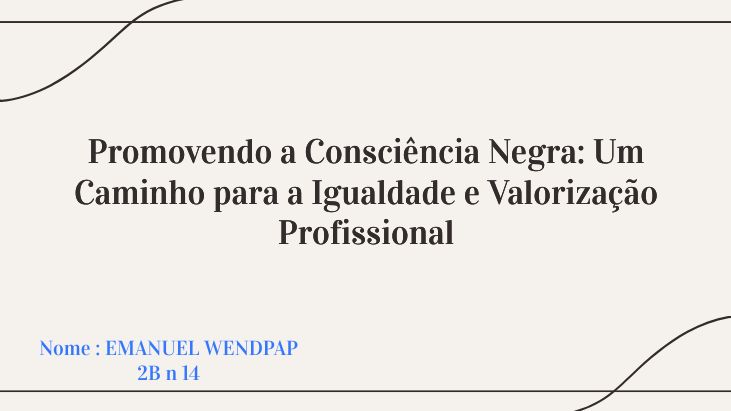 Promovendo a Consciência Negra: Um
Caminho para a Igualdade e Valorização
Profissional
Nome : EMANUEL WENDPAP
2B n 14